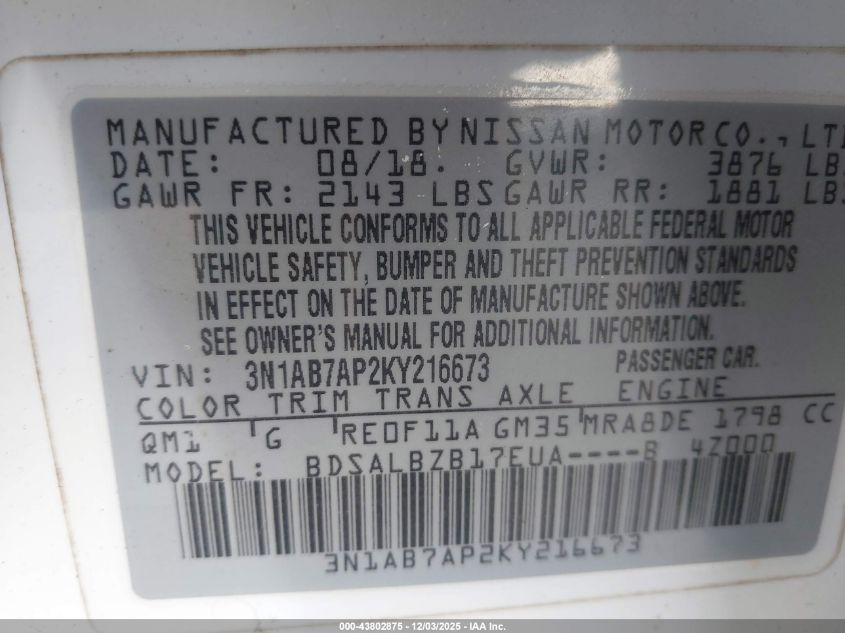 MANUFACTURED BY NISSAN MOTOR CO., LT
DATE: 08/18. GVWR: 3876 LB
GAWR FR: 2143 LBS GAWR RR: 1881 LBS
THIS VEHICLE CONFORMS TO ALL APPLICABLE FEDERAL MOTOR
VEHICLE SAFETY, BUMPER AND THEFT PREVENTION STANDARDS
IN EFFECT ON THE DATE OF MANUFACTURE SHOWN ABOVE.
SEE OWNER'S MANUAL FOR ADDITIONAL INFORMATION.
VIN: 3N1AB7AP2KY216673 PASSENGER CAR.
COLOR TRIM TRANS AXLE ENGINE
QM1 G RE0F11A GM35 MRA8DE 1798 CC
MODEL: BDSALBZB17EUA----B 4Z000
3N1AB7AP2KY216673
000-43802875 - 12/03/2025 - IAA Inc.